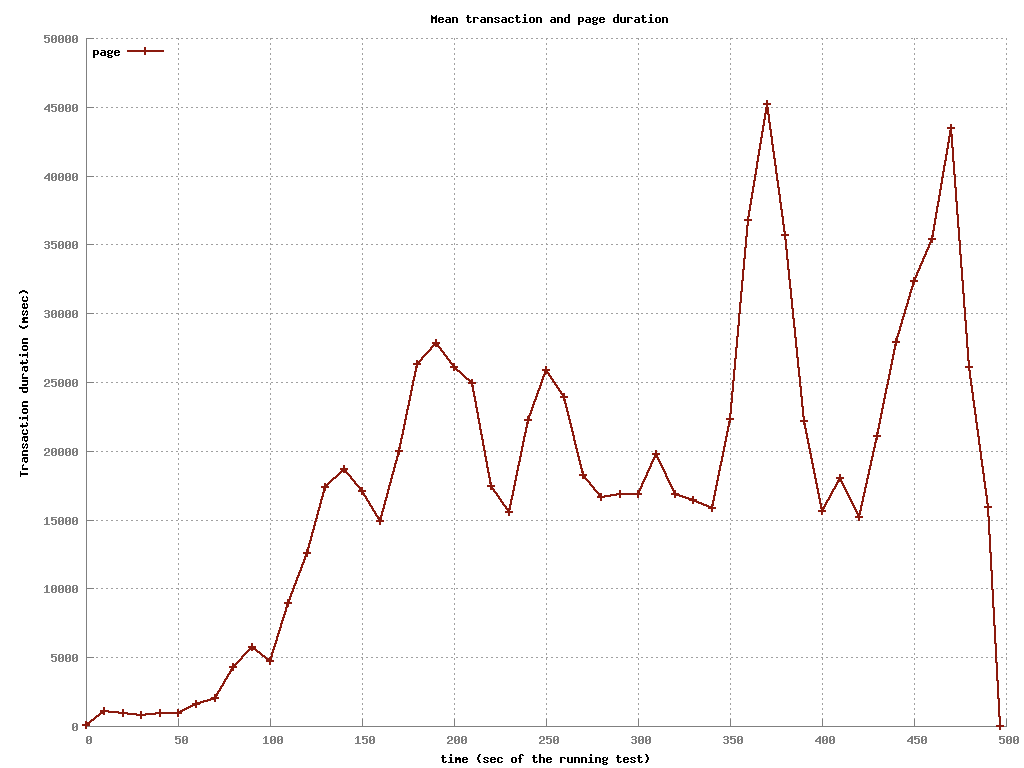 Mean transaction and page duration
page
50000
45000
40000
35000
30000
25000
20000
15000
10000
5000
0
Transaction duration (msec)
0 50 100 150 200 250 300 350 400 450 500
time (sec of the running test)